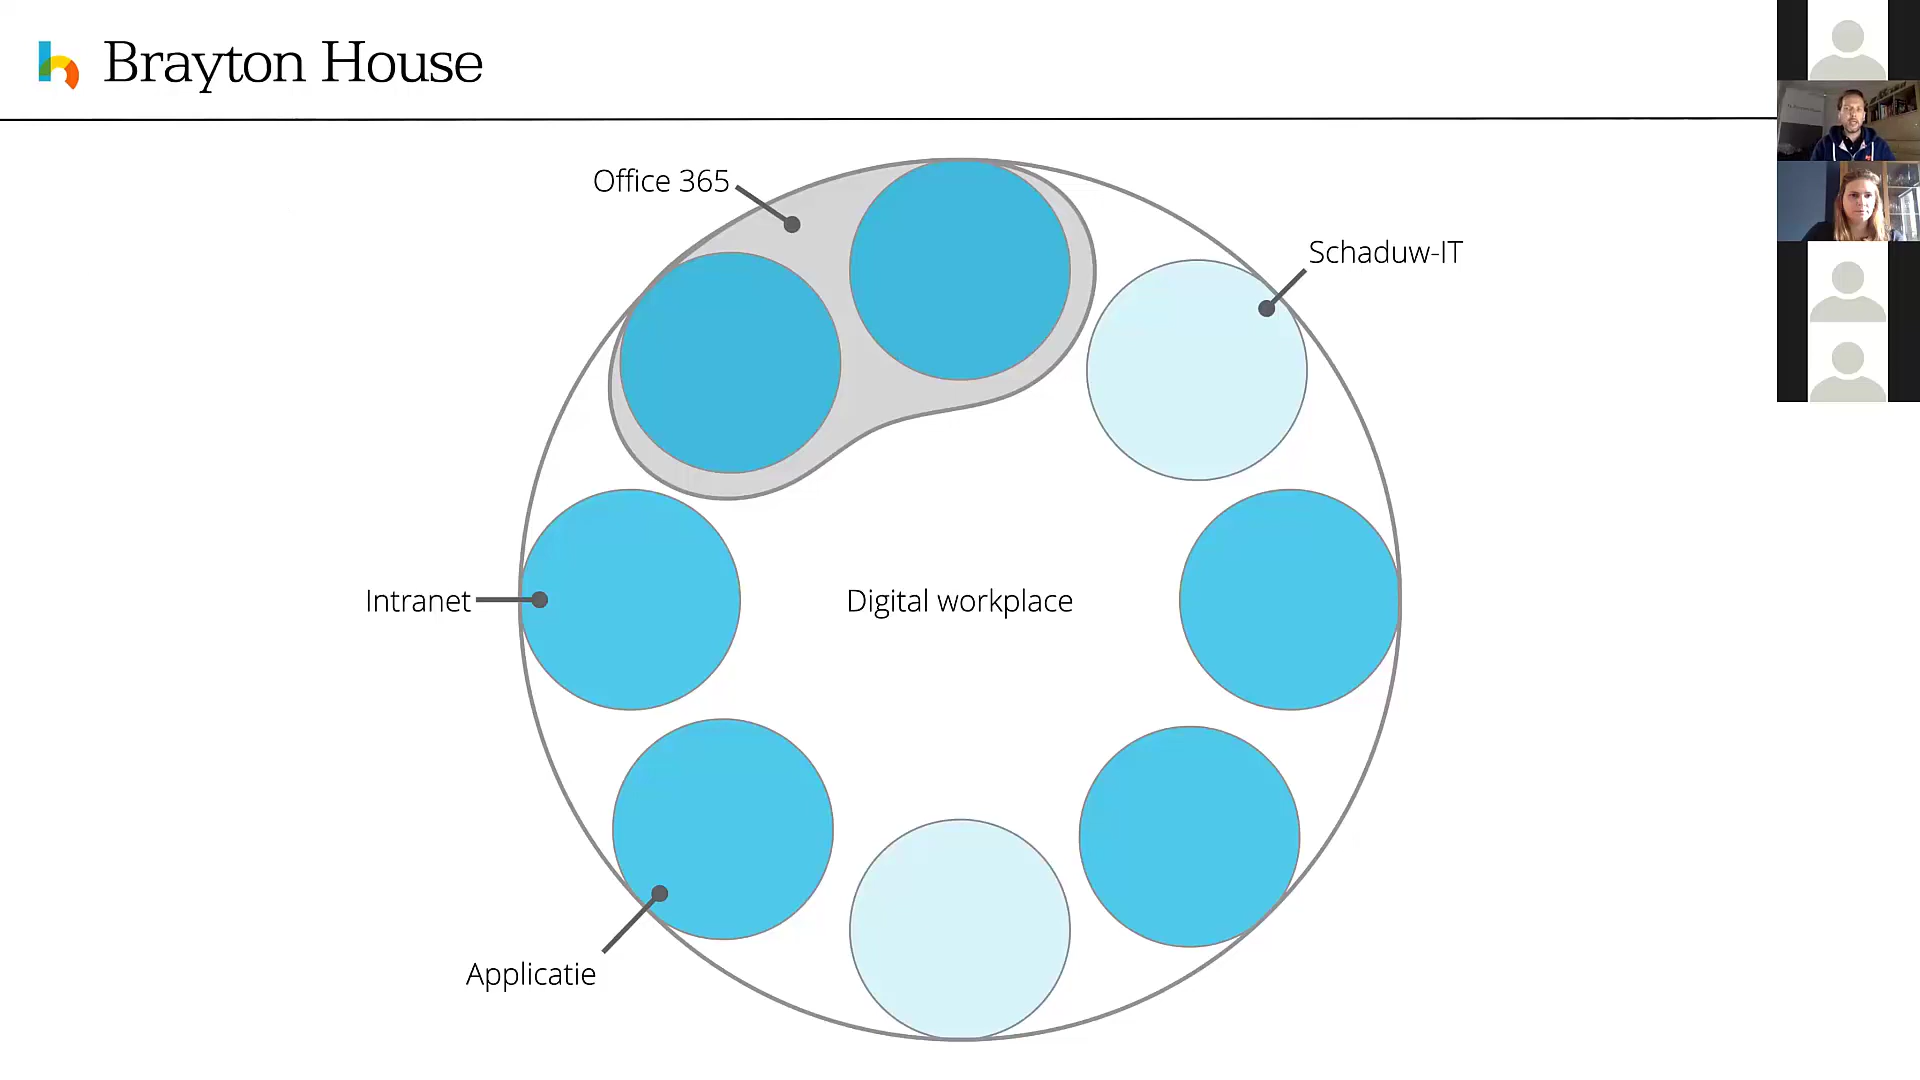 Brayton House
Office 365
Schaduw-IT
Intranet
Digital workplace
Applicatie